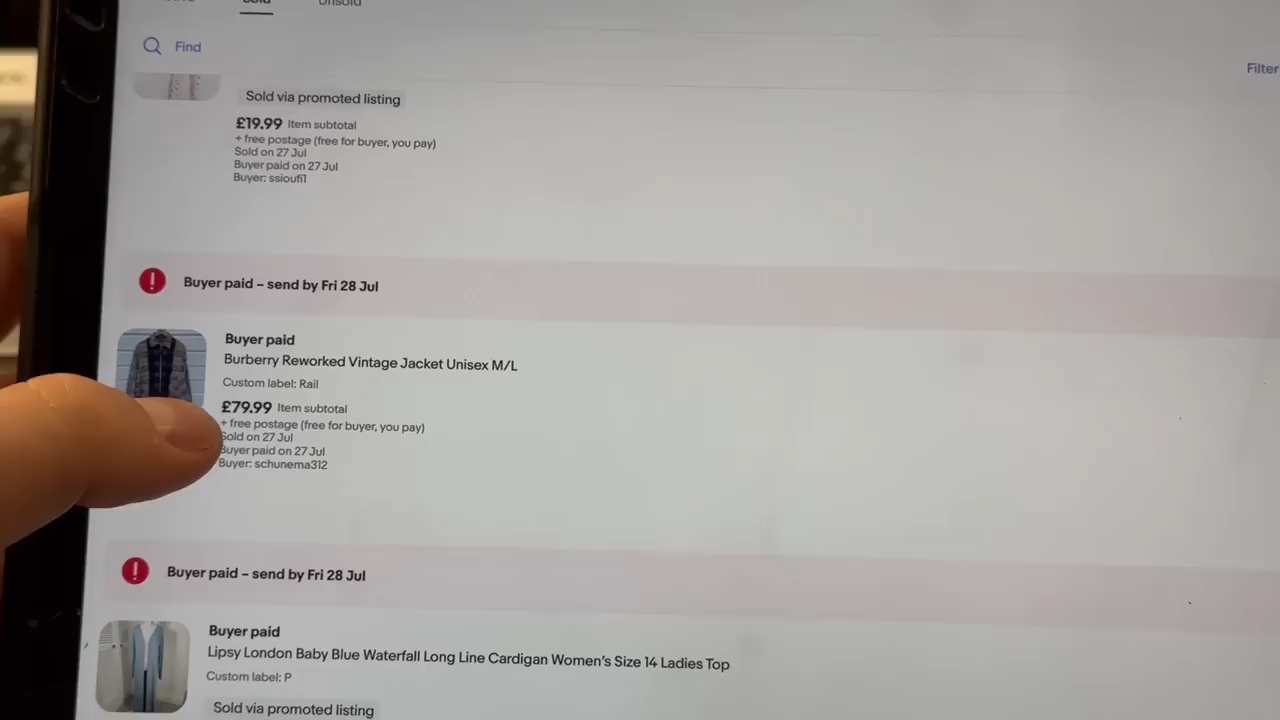 Sold
Unsold
Find
Filter
Sold via promoted listing
£19.99 Item subtotal
+ free postage (free for buyer, you pay)
Sold on 27 Jul
Buyer paid on 27 Jul
Buyer: ssioufi1
Buyer paid – send by Fri 28 Jul
Buyer paid
Burberry Reworked Vintage Jacket Unisex M/L
Custom label: Rail
£79.99 Item subtotal
+ free postage (free for buyer, you pay)
Sold on 27 Jul
Buyer paid on 27 Jul
Buyer: schunema312
Buyer paid – send by Fri 28 Jul
Buyer paid
Lipsy London Baby Blue Waterfall Long Line Cardigan Women's Size 14 Ladies Top
Custom label: P
Sold via promoted listing